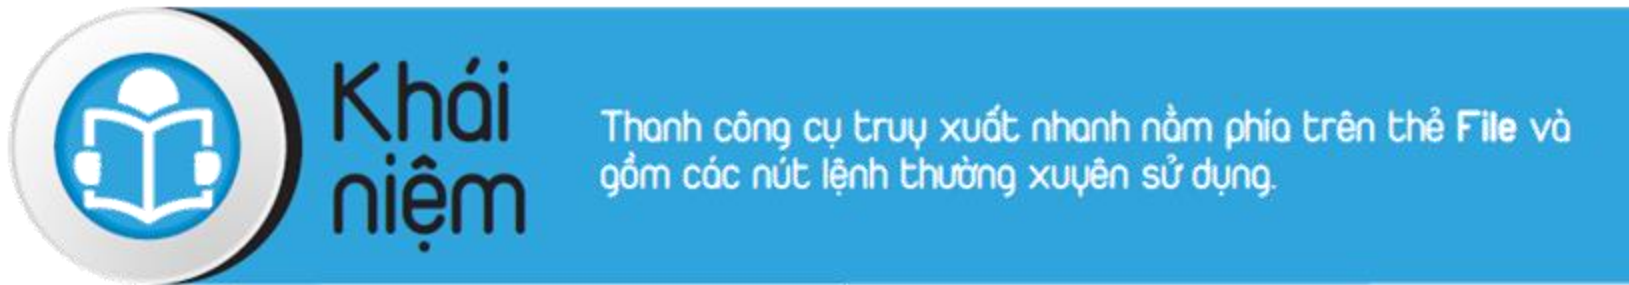 Khái
niệm
Thanh công cụ truy xuất nhanh nằm phía trên thẻ File và
gồm các nút lệnh thường xuyên sử dụng.